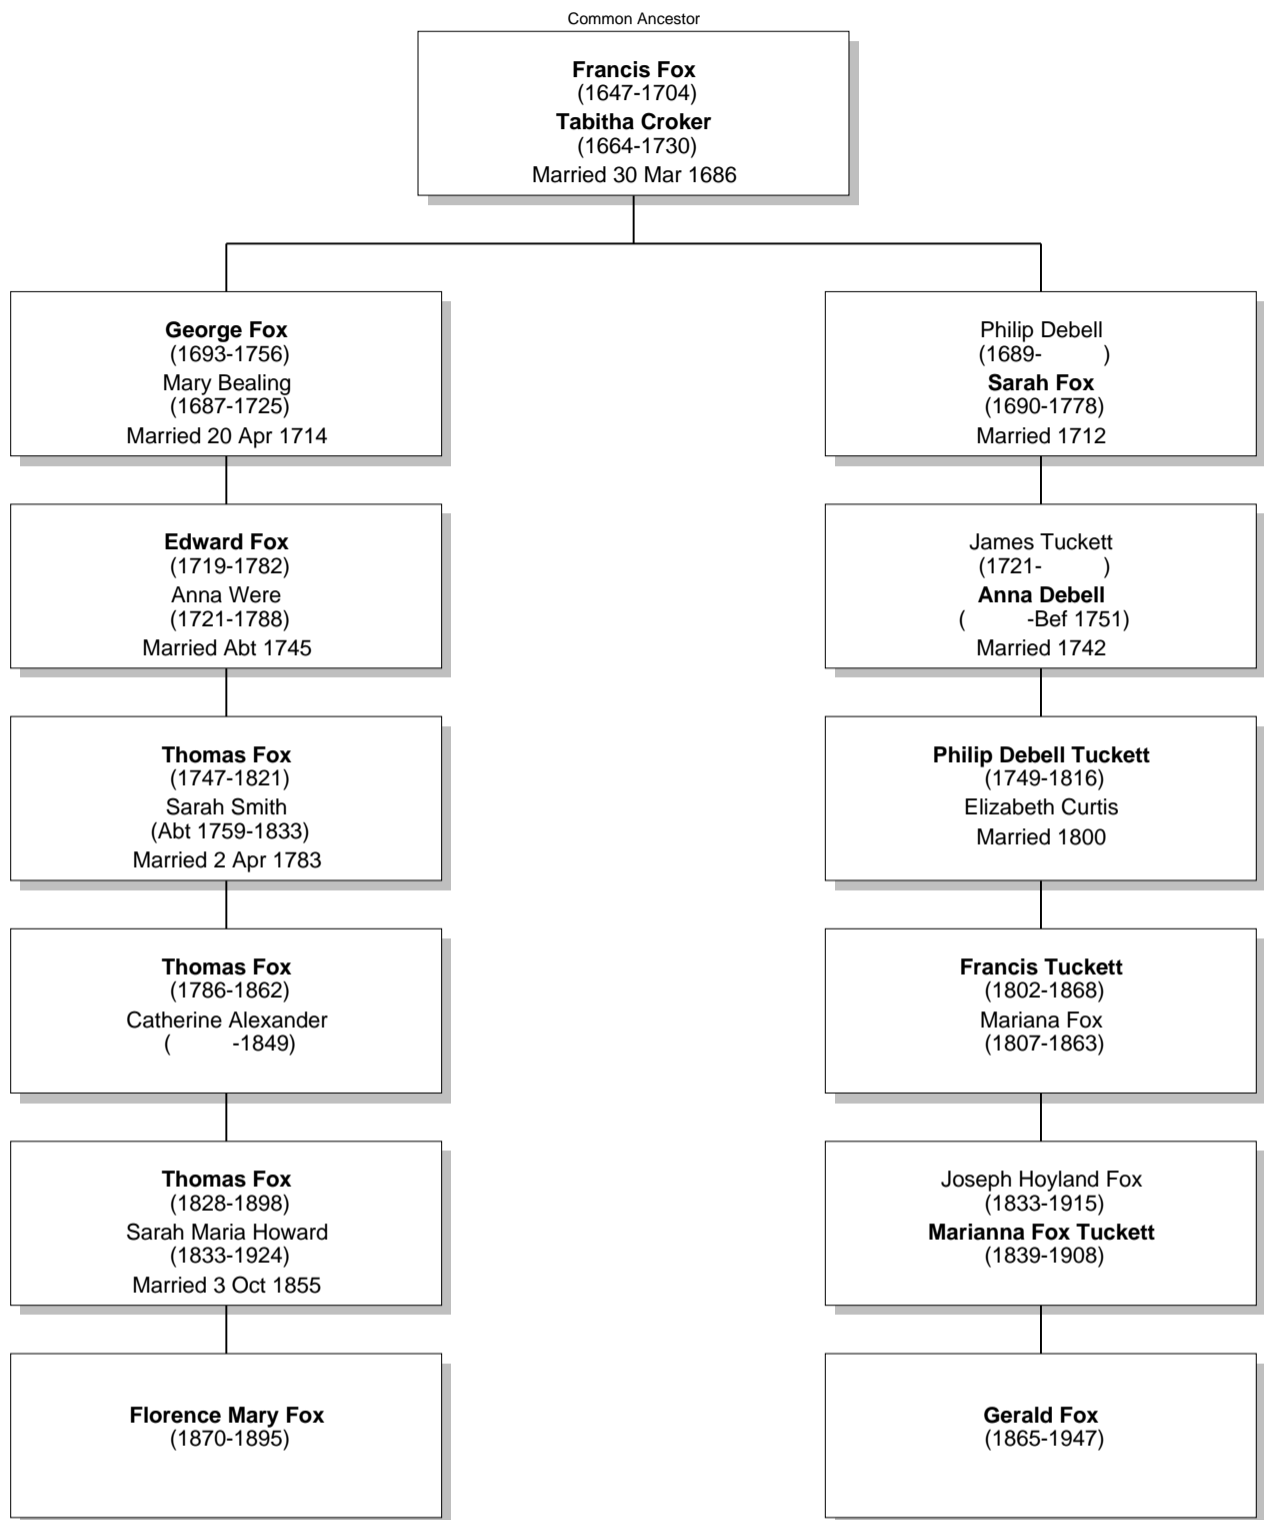 Common Ancestor
Francis Fox
(1647-1704)
Tabitha Croker
(1664-1730)
Married 30 Mar 1686
George Fox
(1693-1756)
Mary Bealing
(1687-1725)
Married 20 Apr 1714
Philip Debell
(1689- )
Sarah Fox
(1690-1778)
Married 1712
Edward Fox
(1719-1782)
Anna Were
(1721-1788)
Married Abt 1745
James Tuckett
(1721- )
Anna Debell
( -Bef 1751)
Married 1742
Thomas Fox
(1747-1821)
Sarah Smith
(Abt 1759-1833)
Married 2 Apr 1783
Philip Debell Tuckett
(1749-1816)
Elizabeth Curtis
Married 1800
Thomas Fox
(1786-1862)
Catherine Alexander
( -1849)
Francis Tuckett
(1802-1868)
Mariana Fox
(1807-1863)
Thomas Fox
(1828-1898)
Sarah Maria Howard
(1833-1924)
Married 3 Oct 1855
Joseph Hoyland Fox
(1833-1915)
Marianna Fox Tuckett
(1839-1908)
Florence Mary Fox
(1870-1895)
Gerald Fox
(1865-1947)